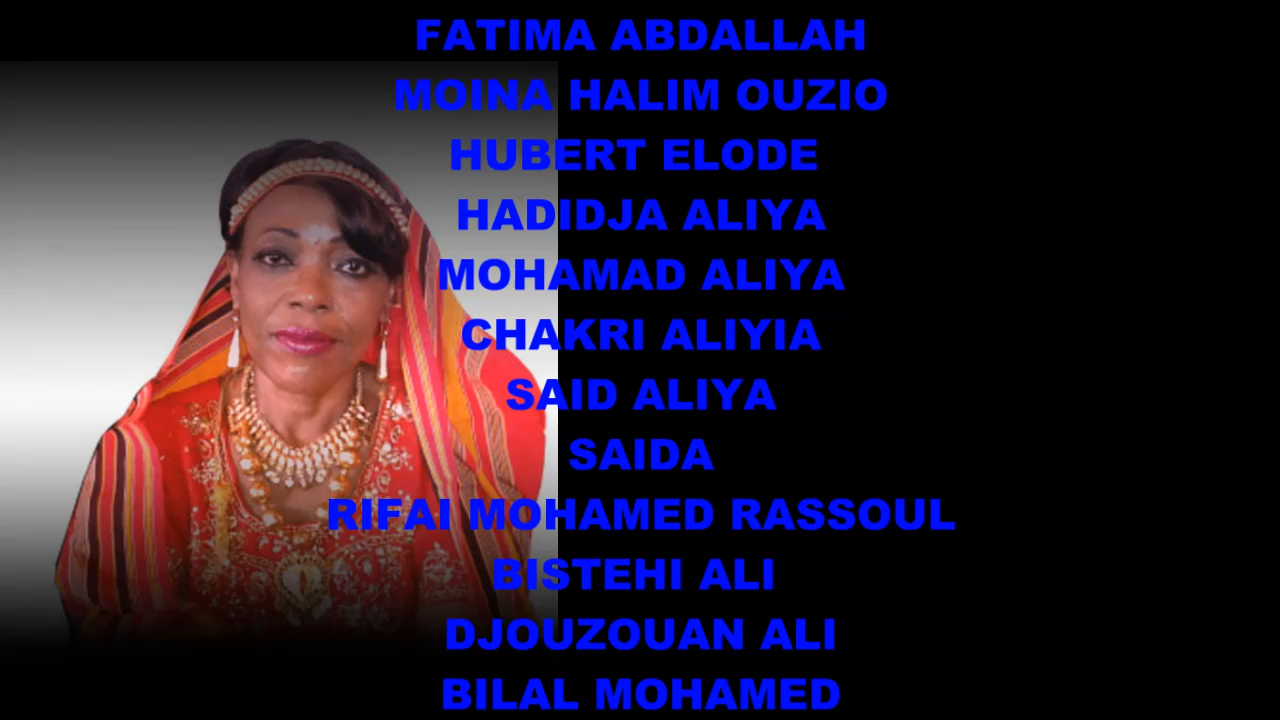 FATIMA ABDALLAH
MOINA HALIM OUZIO
HUBERT ELODE
HADIDJA ALIYA
MOHAMAD ALIYA
CHAKRI ALIYIA
SAID ALIYA
SAIDA
RIFAI MOHAMED RASSOUL
BISTEHI ALI
DJOUZOUAN ALI
BILAL MOHAMED